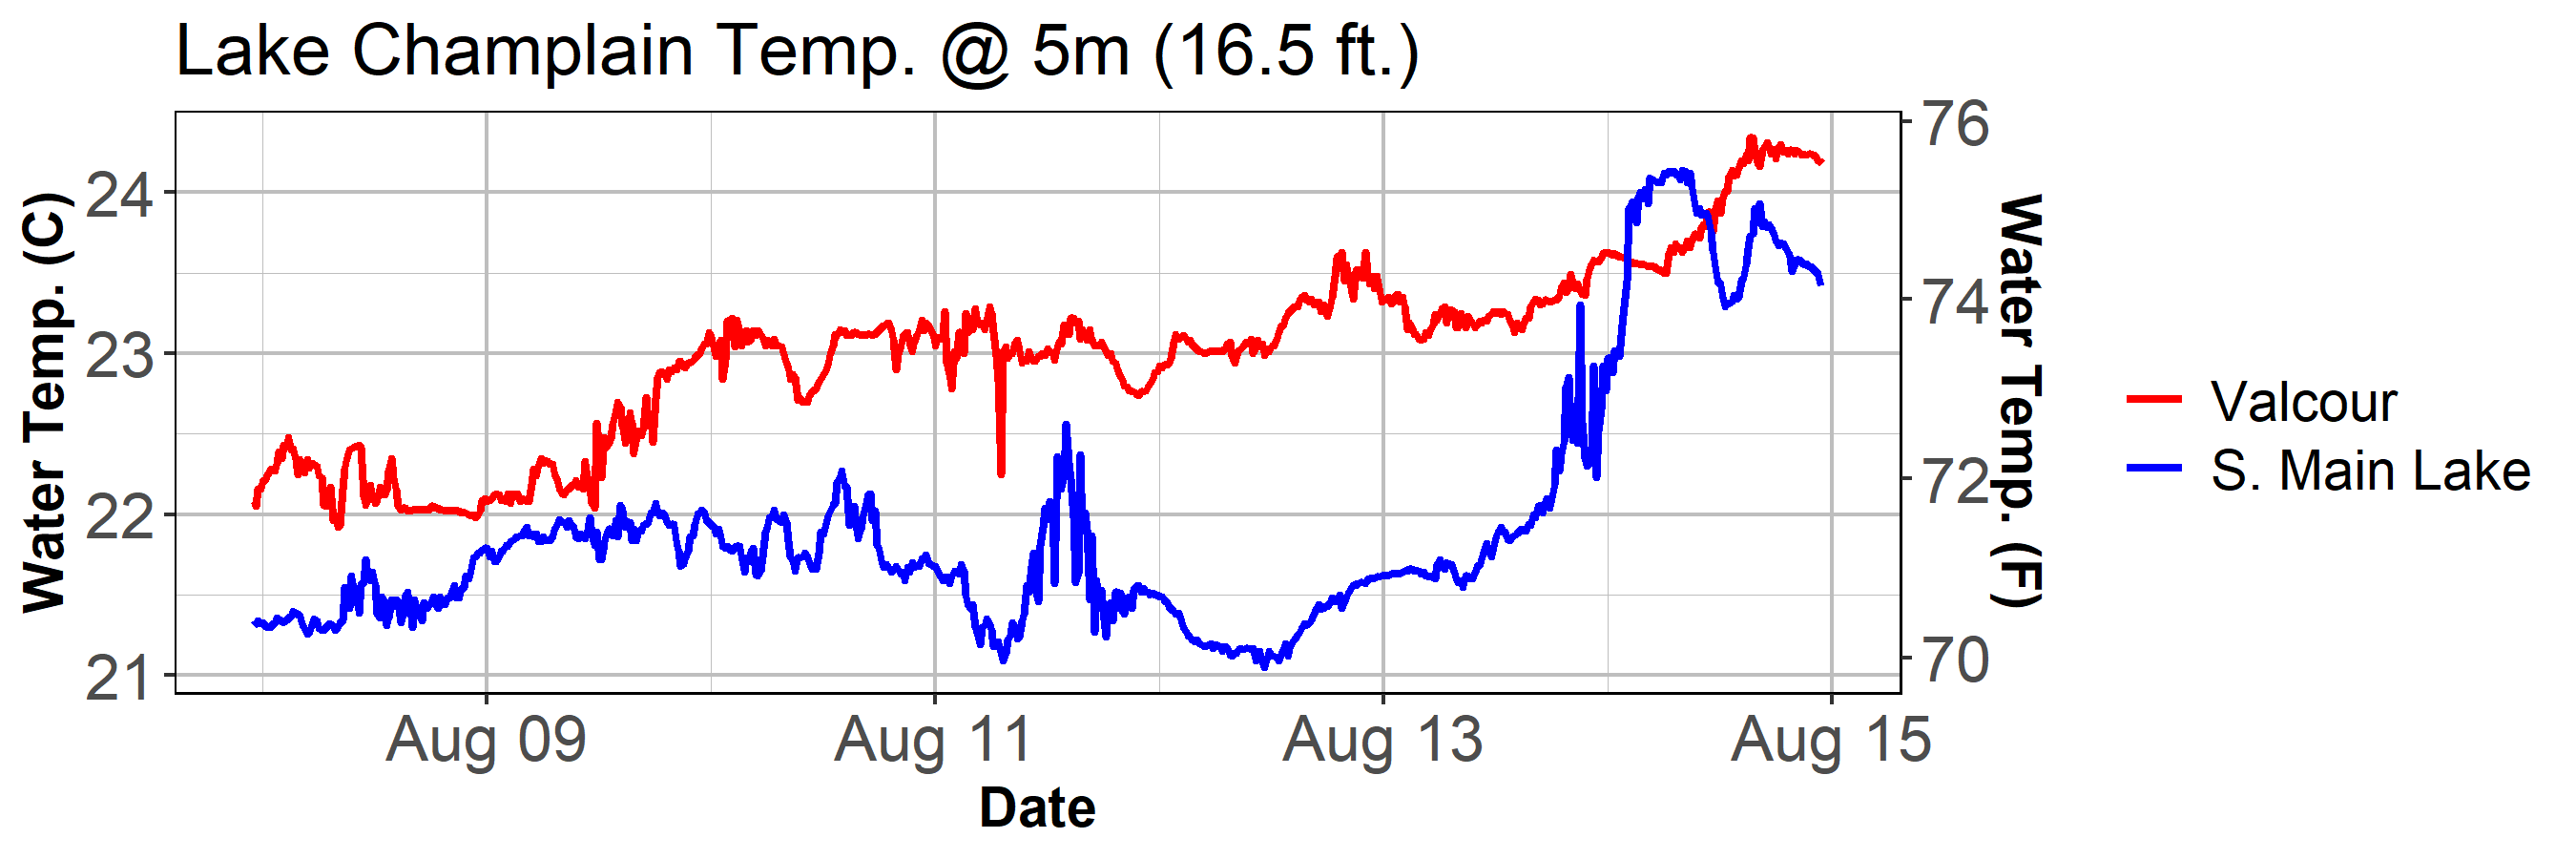 Lake Champlain Temp. @ 5m (16.5 ft.)
Water Temp. (C)
24
23
22
21
76
74
72
70
Water Temp. (F)
Aug 09
Aug 11
Aug 13
Aug 15
Date
Valcour
S. Main Lake